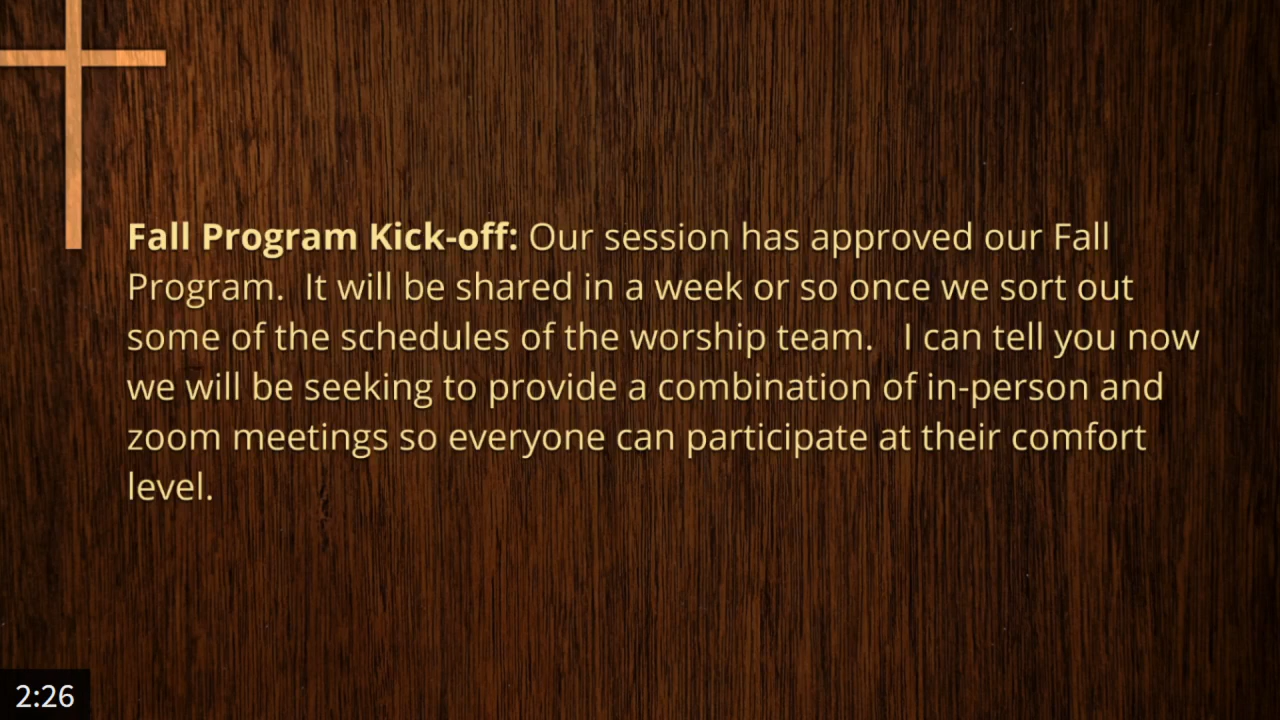 Fall Program Kick-off: Our session has approved our Fall
Program.  It will be shared in a week or so once we sort out
some of the schedules of the worship team.   I can tell you now
we will be seeking to provide a combination of in-person and
zoom meetings so everyone can participate at their comfort
level.
2:26